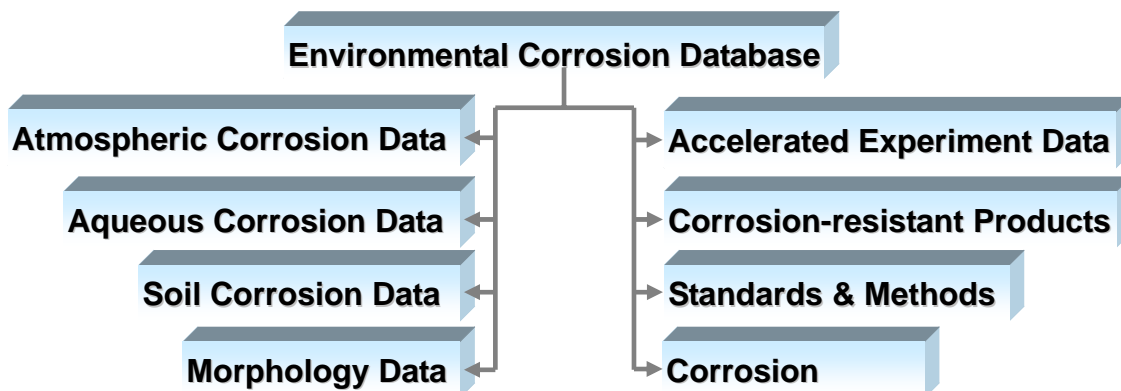 Environmental Corrosion Database
Atmospheric Corrosion Data
Aqueous Corrosion Data
Soil Corrosion Data
Morphology Data
Accelerated Experiment Data
Corrosion-resistant Products
Standards & Methods
Corrosion